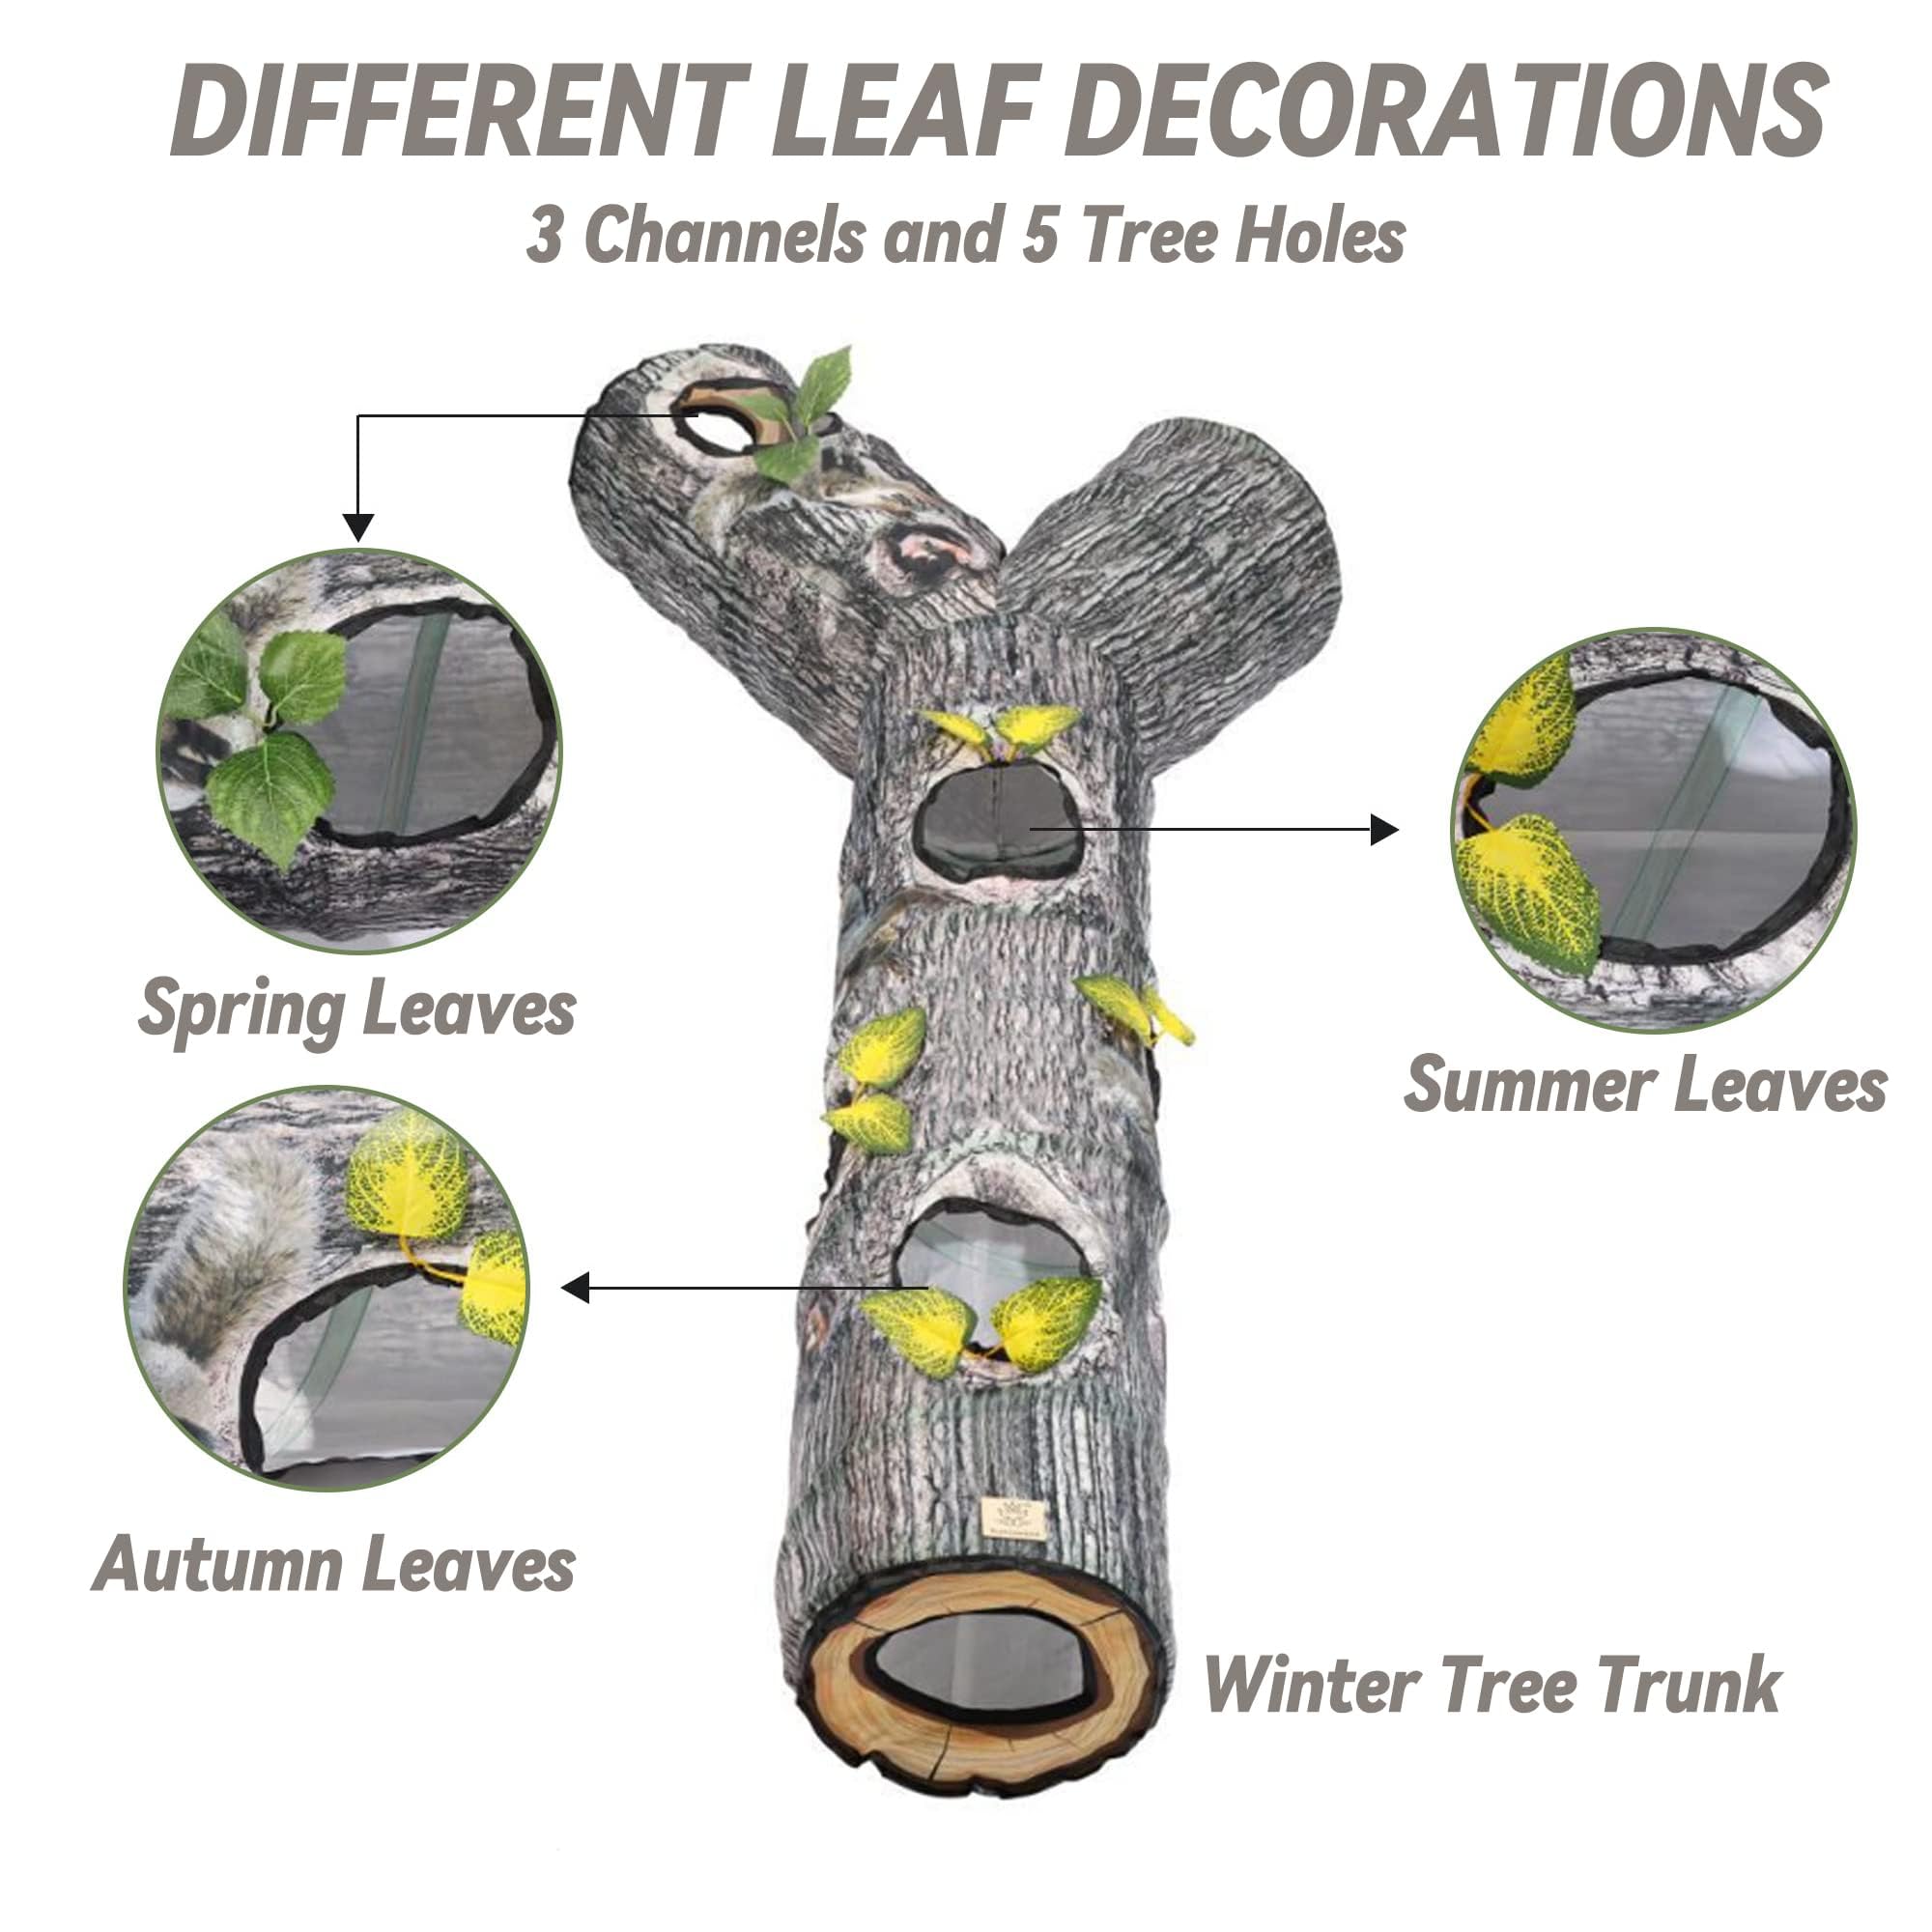 DIFFERENT LEAF DECORATIONS
3 Channels and 5 Tree Holes
Spring Leaves
Summer Leaves
Autumn Leaves
Winter Tree Trunk